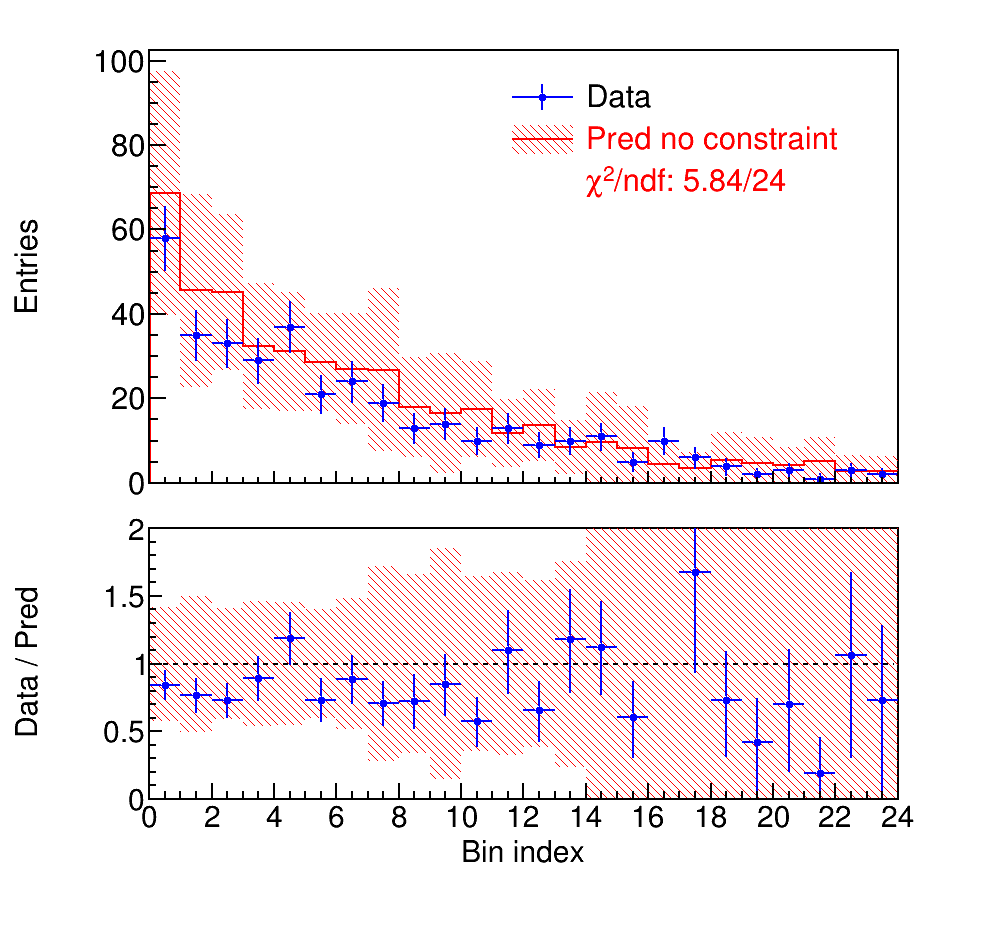 100
80
60
40
20
0
Entries
Data
Pred no constraint
χ²/ndf: 5.84/24
2
1.5
1
0.5
0
Data / Pred
0 2 4 6 8 10 12 14 16 18 20 22 24
Bin index